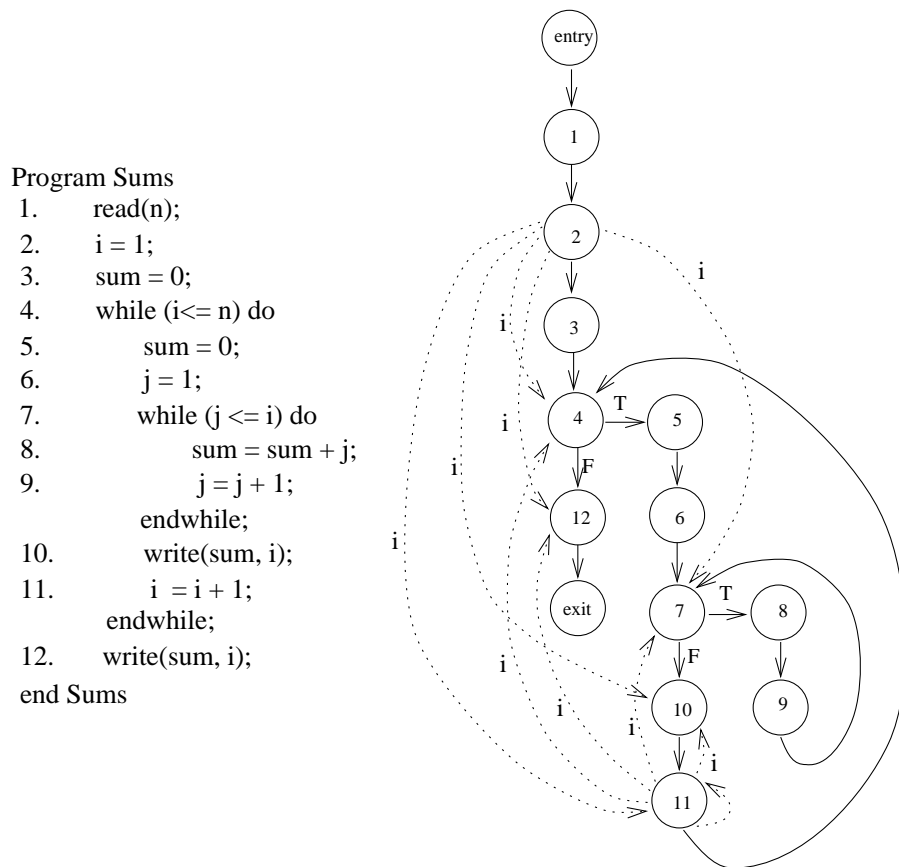 Program Sums
1. read(n);
2. i = 1;
3. sum = 0;
4. while (i<= n) do
5. sum = 0;
6. j = 1;
7. while (j <= i) do
8. sum = sum + j;
9. j = j + 1;
endwhile;
10. write(sum, i);
11. i = i + 1;
endwhile;
12. write(sum, i);
end Sums
entry
1
2
i
3
i
4
T
5
i
F
i
12
6
i
exit
7
T
8
F
i
10
9
i
i
i
11